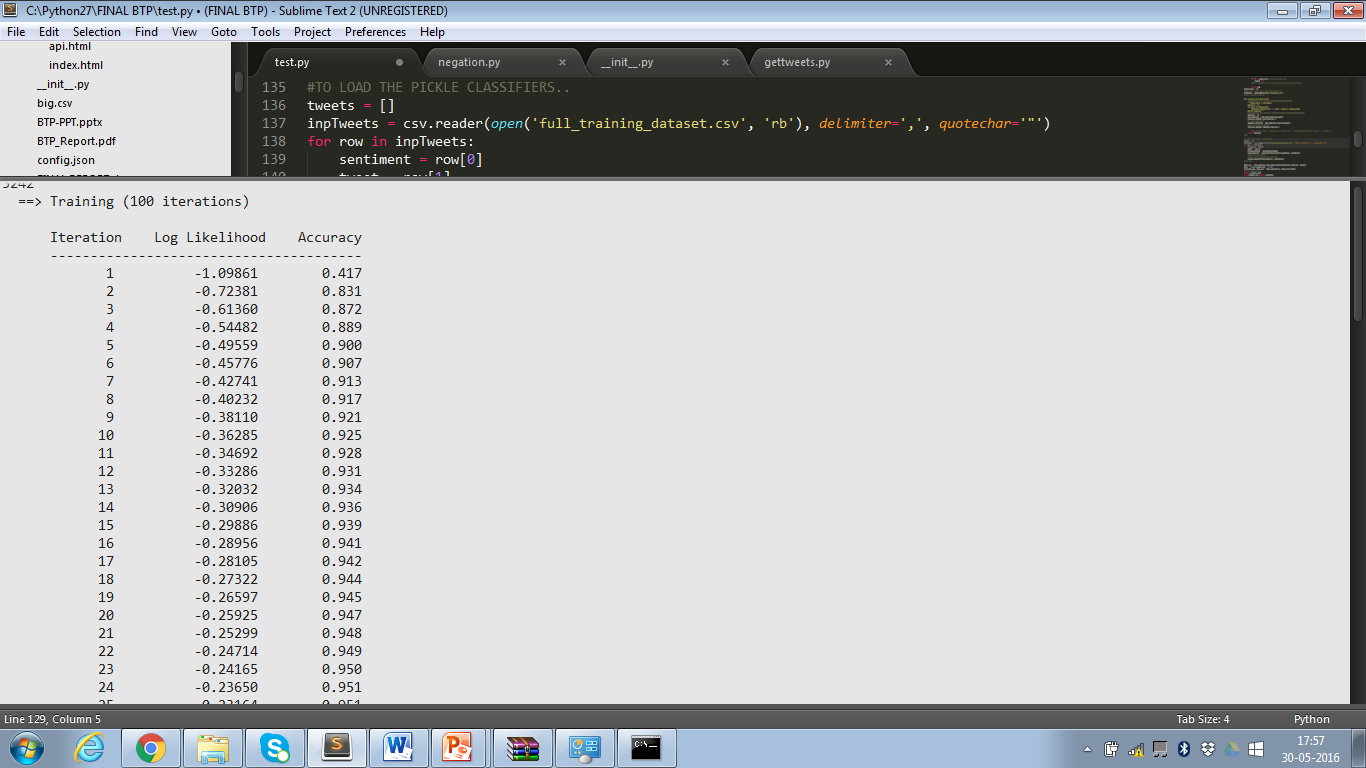 C:\Python27\FINAL BTP\test.py • (FINAL BTP) - Sublime Text 2 (UNREGISTERED)
File Edit Selection Find View Goto Tools Project Preferences Help
api.html
index.html
__init__.py
big.csv
BTP-PPT.pptx
BTP_Report.pdf
config.json
test.py negation.py __init__.py gettweets.py
135 #TO LOAD THE PICKLE CLASSIFIERS..
136 tweets = []
137 inpTweets = csv.reader(open('full_training_dataset.csv', 'rb'), delimiter=',', quotechar='"')
138 for row in inpTweets:
139 sentiment = row[0]
140 tweet = row[1]
==> Training (100 iterations)
Iteration Log Likelihood Accuracy
---------------------------------------
1 -1.09861 0.417
2 -0.72381 0.831
3 -0.61360 0.872
4 -0.54482 0.889
5 -0.49559 0.900
6 -0.45776 0.907
7 -0.42741 0.913
8 -0.40232 0.917
9 -0.38110 0.921
10 -0.36285 0.925
11 -0.34692 0.928
12 -0.33286 0.931
13 -0.32032 0.934
14 -0.30906 0.936
15 -0.29886 0.939
16 -0.28956 0.941
17 -0.28105 0.942
18 -0.27322 0.944
19 -0.26597 0.945
20 -0.25925 0.947
21 -0.25299 0.948
22 -0.24714 0.949
23 -0.24165 0.950
24 -0.23650 0.951
Line 129, Column 5 Tab Size: 4 Python
17:57
30-05-2016